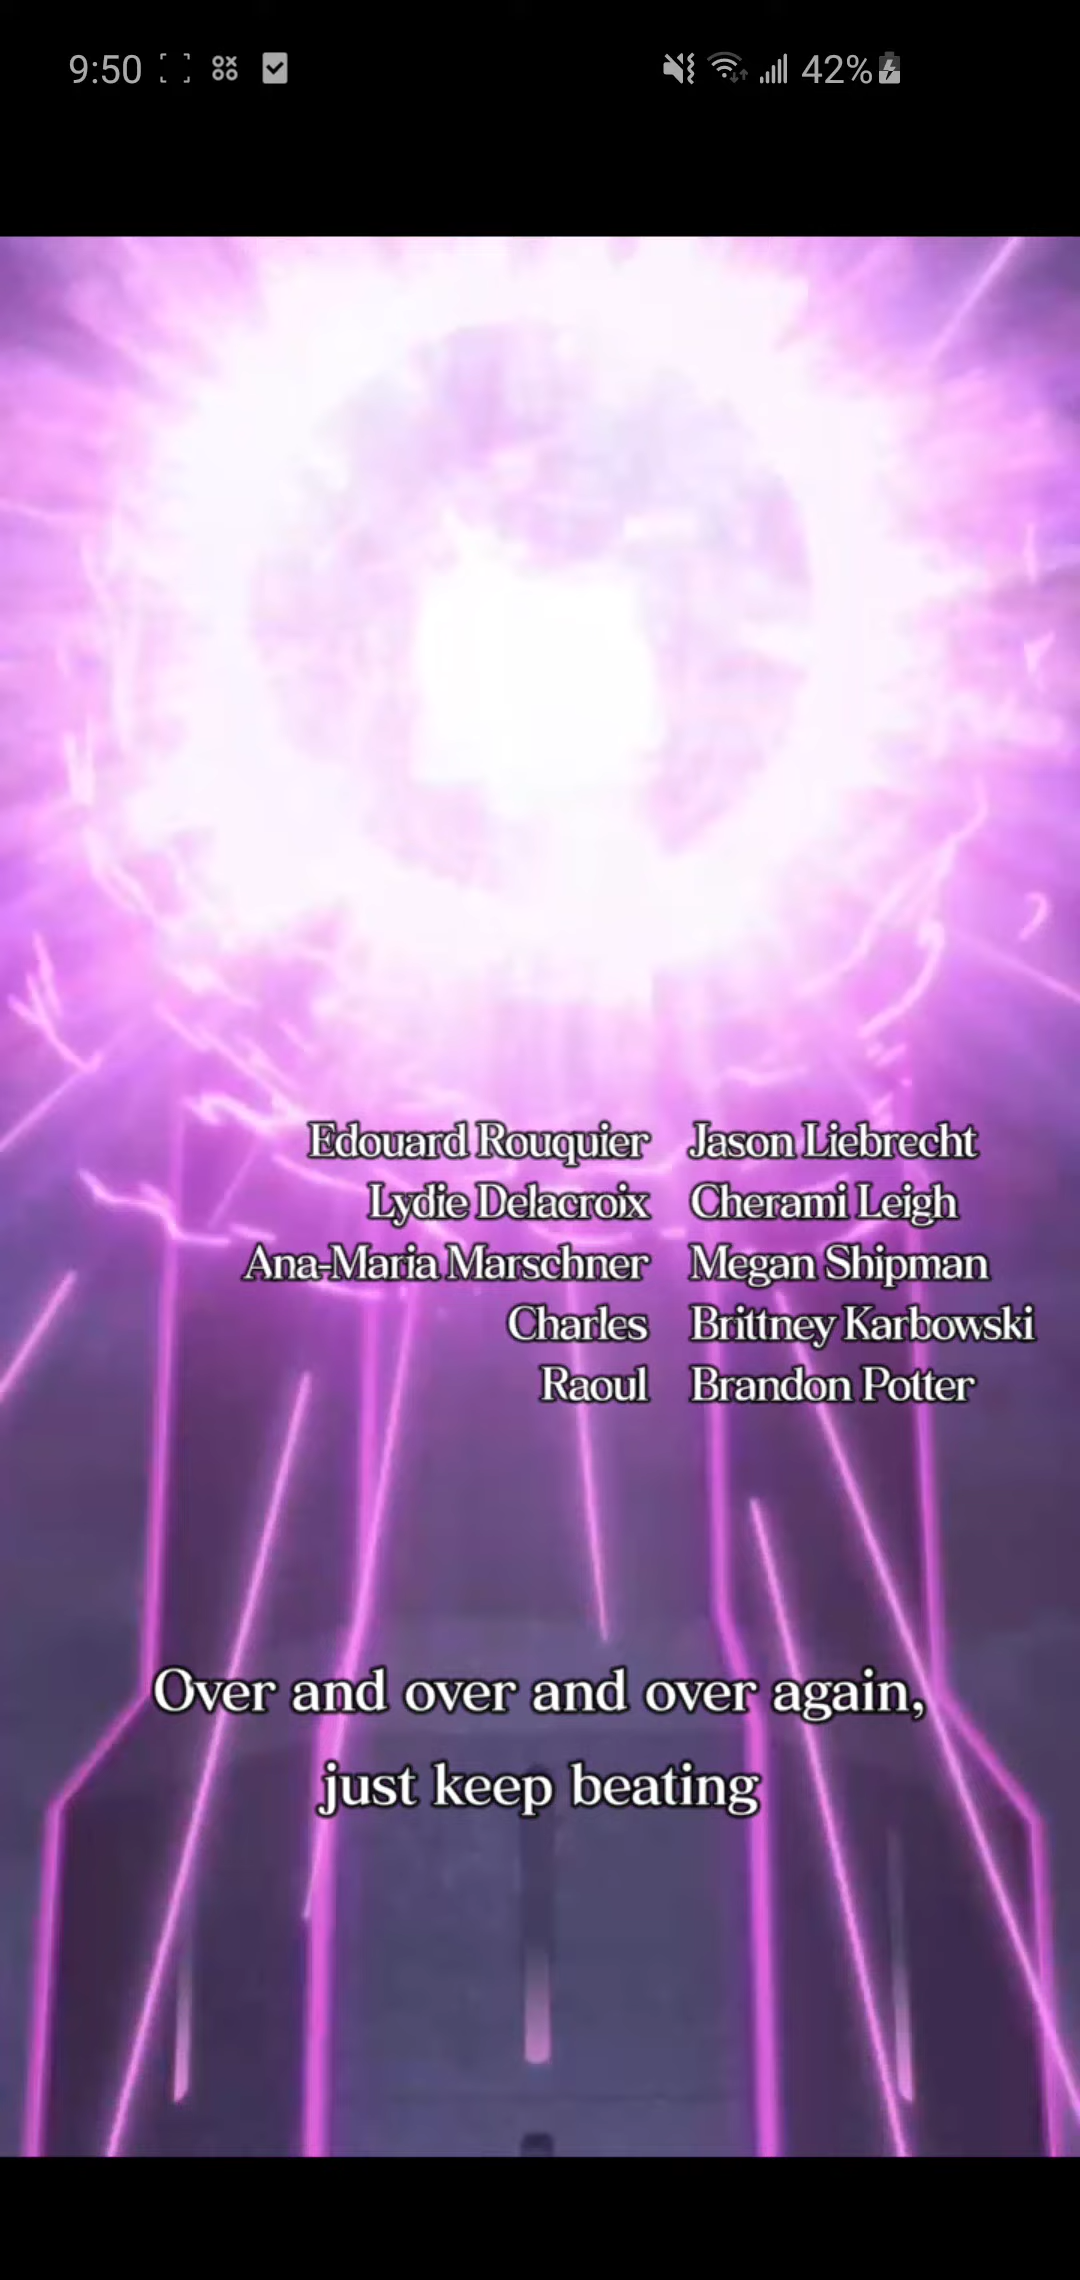 9:50 42%
Edouard Rouquier Jason Liebrecht
Lydie Delacroix Cherami Leigh
Ana-Maria Marschner Megan Shipman
Charles Brittney Karbowski
Raoul Brandon Potter
Over and over and over again,
just keep beating